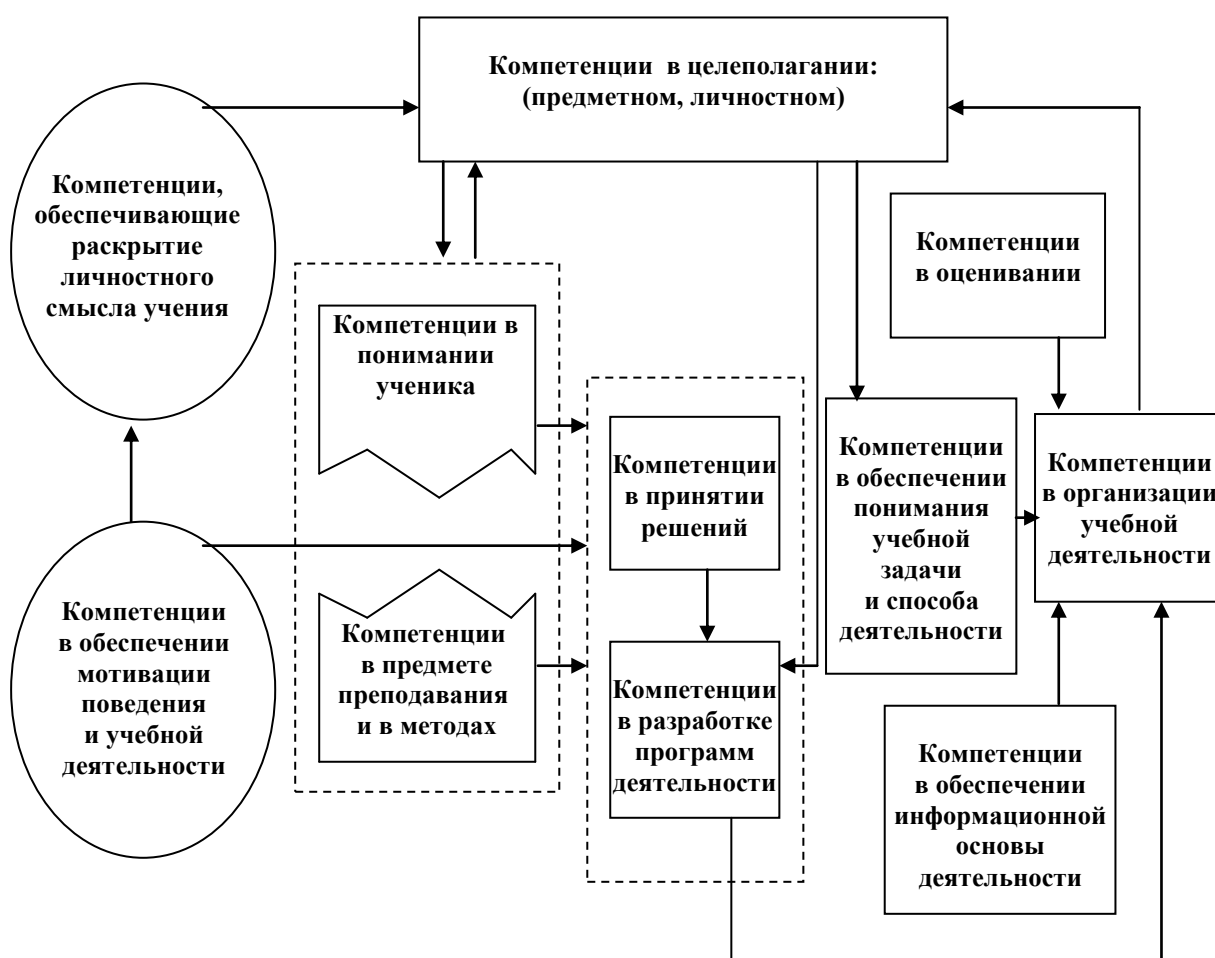 Компетенции в целеполагании:
(предметном, личностном)
Компетенции,
обеспечивающие
раскрытие
личностного
смысла учения
Компетенции
в оценивании
Компетенции в
понимании
ученика
Компетенции
в принятии
решений
Компетенции
в обеспечении
понимания
учебной
задачи
и способа
деятельности
Компетенции
в организации
учебной
деятельности
Компетенции
в обеспечении
мотивации
поведения
и учебной
деятельности
Компетенции
в предмете
преподавания
и в методах
Компетенции
в разработке
программ
деятельности
Компетенции
в обеспечении
информационной
основы
деятельности